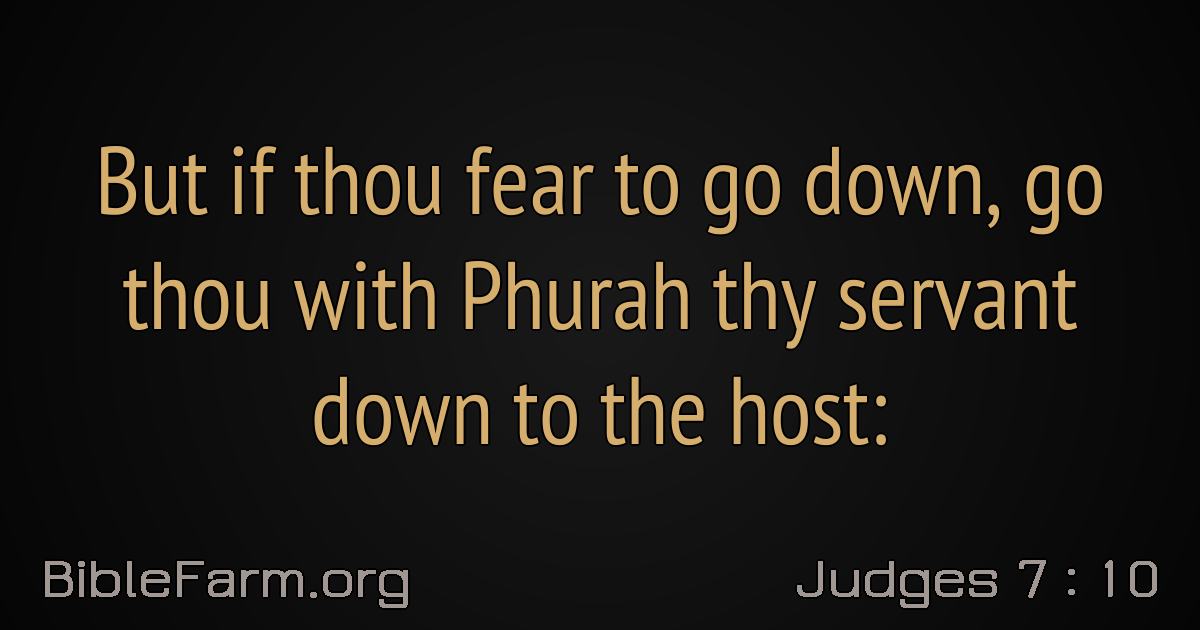 But if thou fear to go down, go
thou with Phurah thy servant
down to the host:
BibleFarm.org
Judges 7 : 10